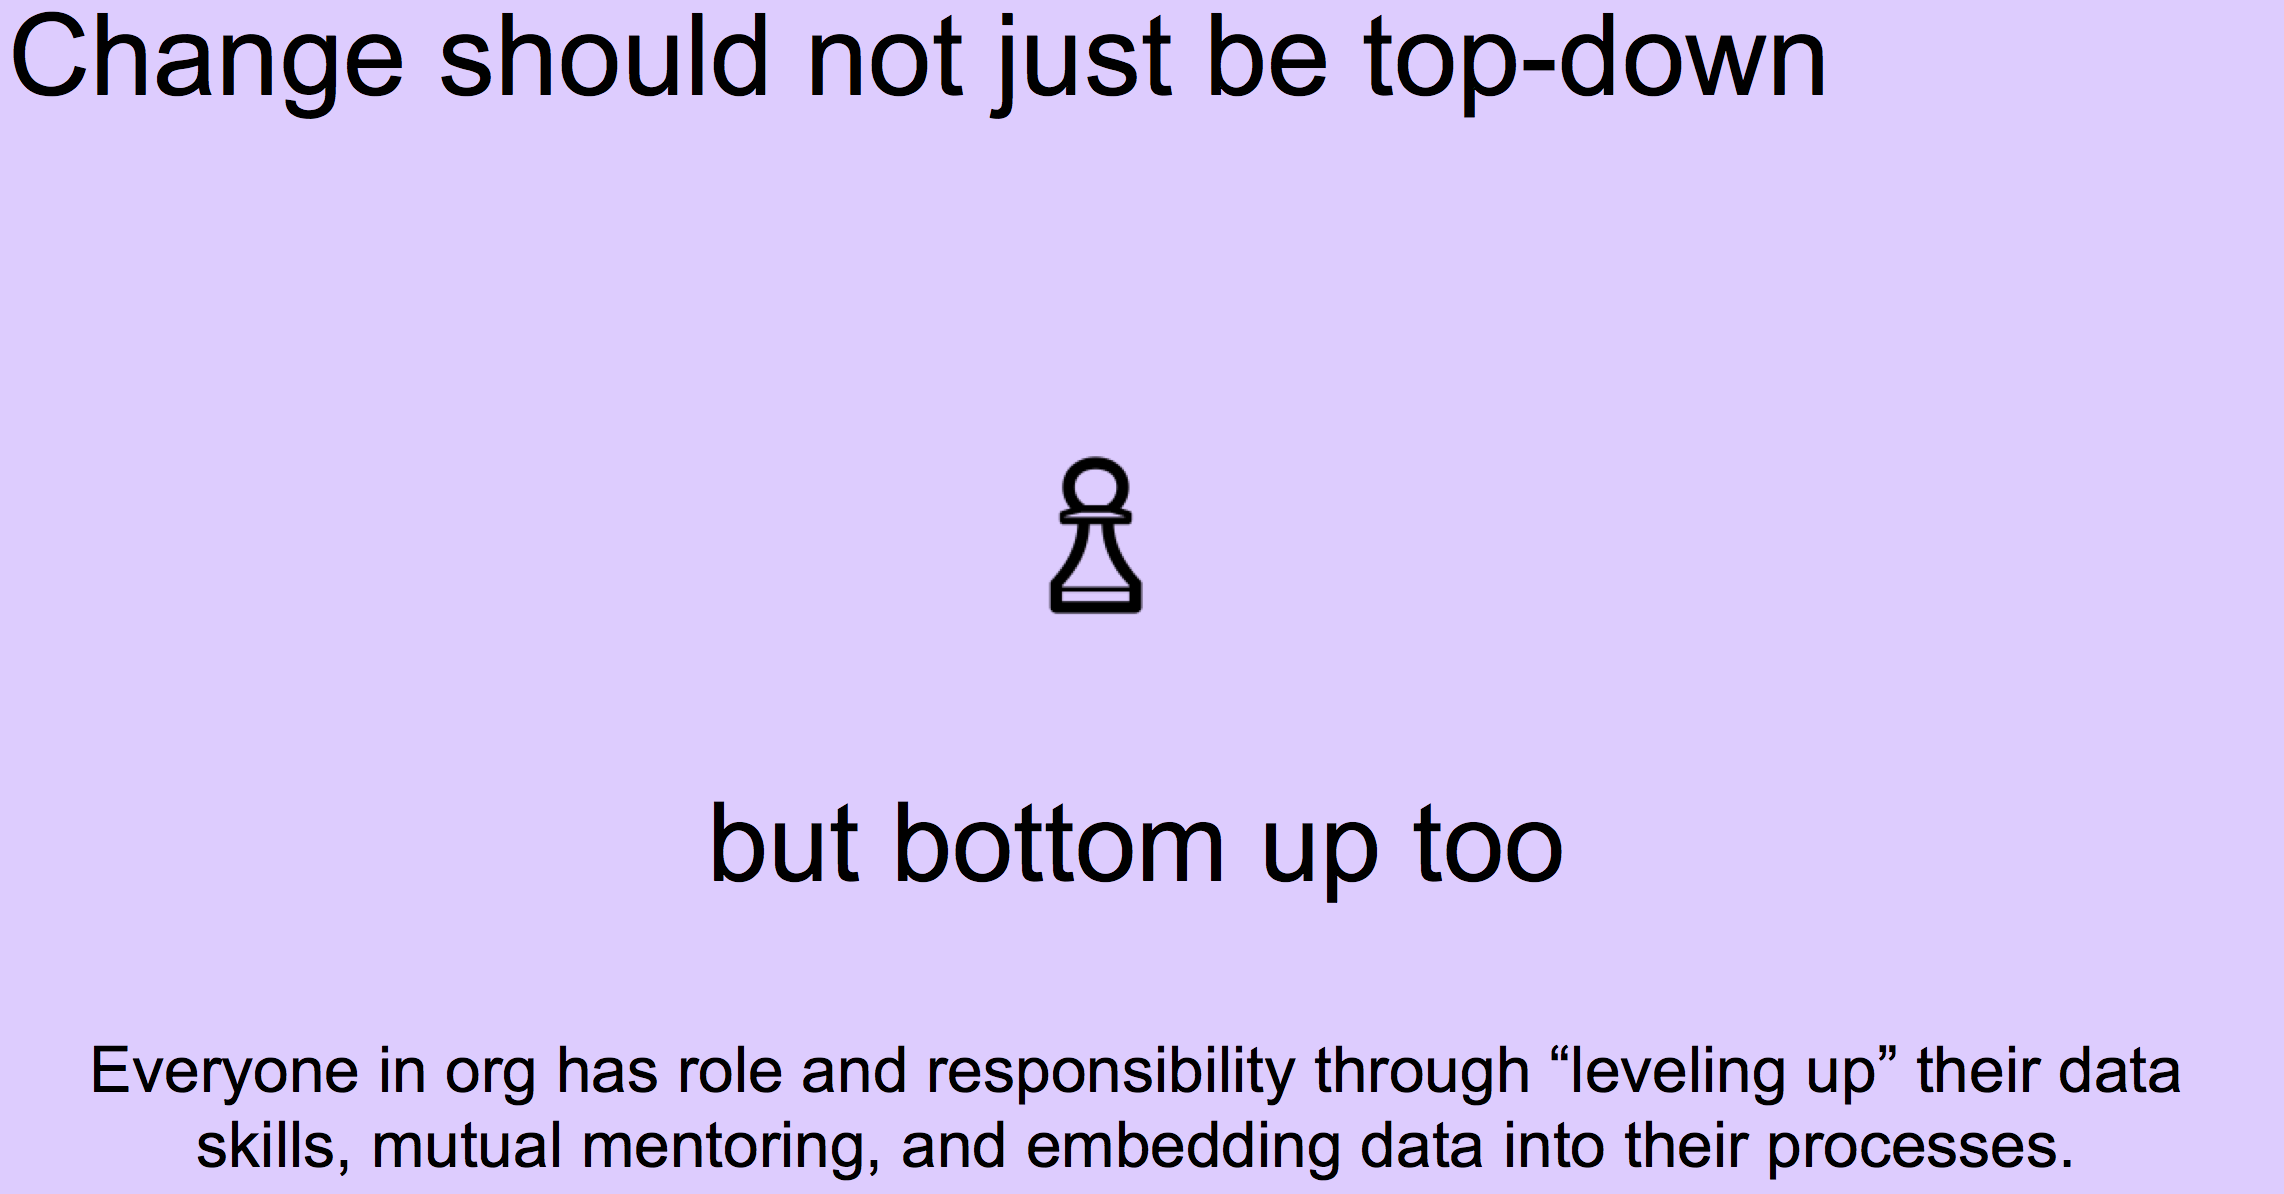 Change should not just be top-down
but bottom up too
Everyone in org has role and responsibility through “leveling up” their data
skills, mutual mentoring, and embedding data into their processes.